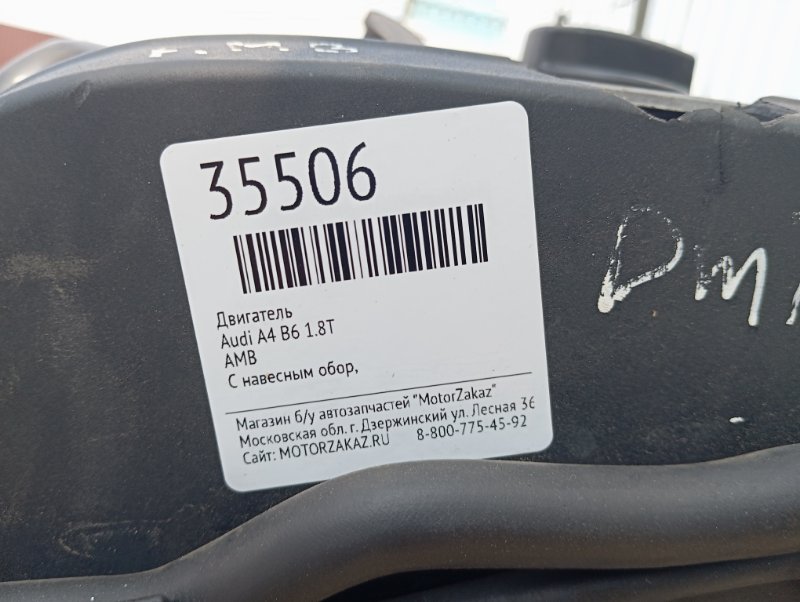 35506
Двигатель
Audi A4 B6 1.8T
AMB
С навесным обор,
Магазин б/у автозапчастей "MotorZakaz"
Московская обл. г. Дзержинский ул. Лесная 36
Сайт: MOTORZAKAZ.RU 8-800-775-45-92